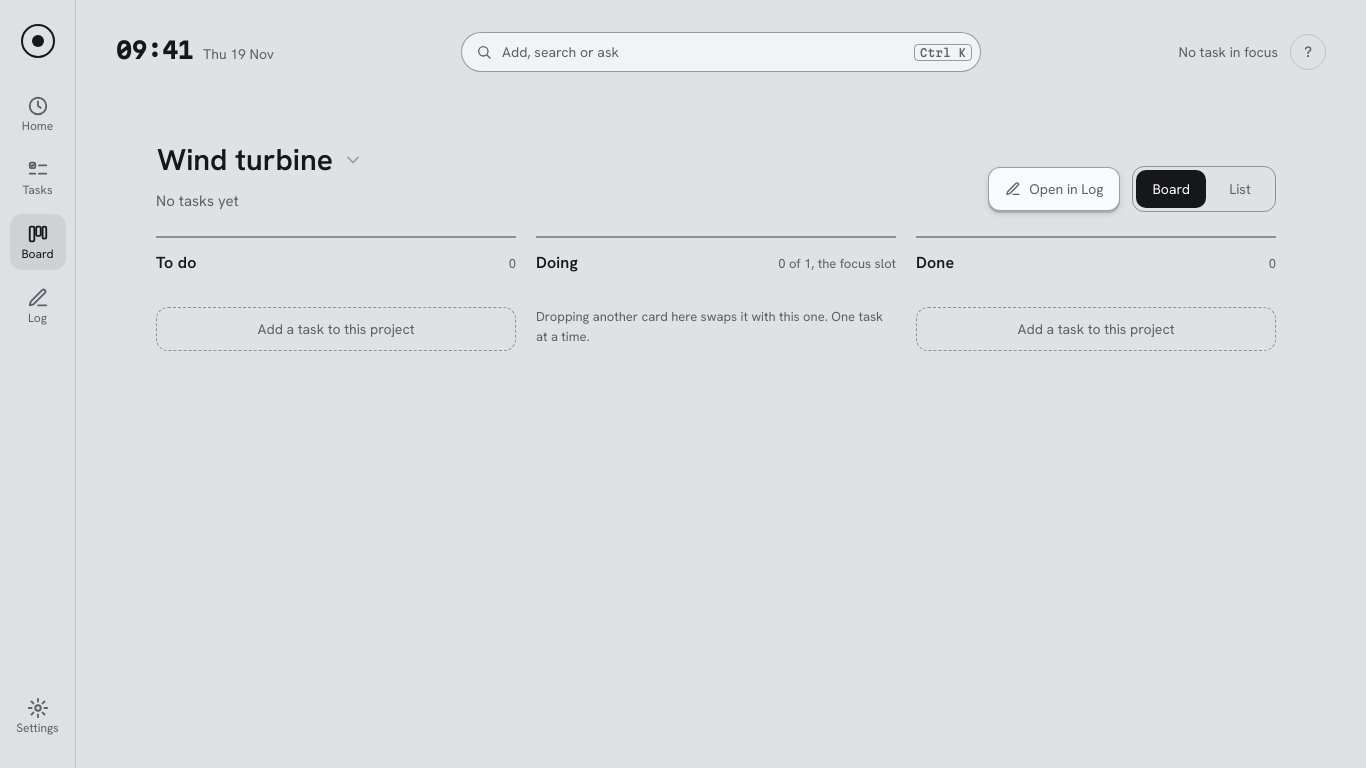 09:41 Thu 19 Nov
Add, search or ask
Ctrl K
No task in focus
?
Home
Tasks
Board
Log
Settings
Wind turbine
No tasks yet
Open in Log
Board
List
To do
0
Doing
0 of 1, the focus slot
Done
0
Add a task to this project
Dropping another card here swaps it with this one. One task
at a time.
Add a task to this project